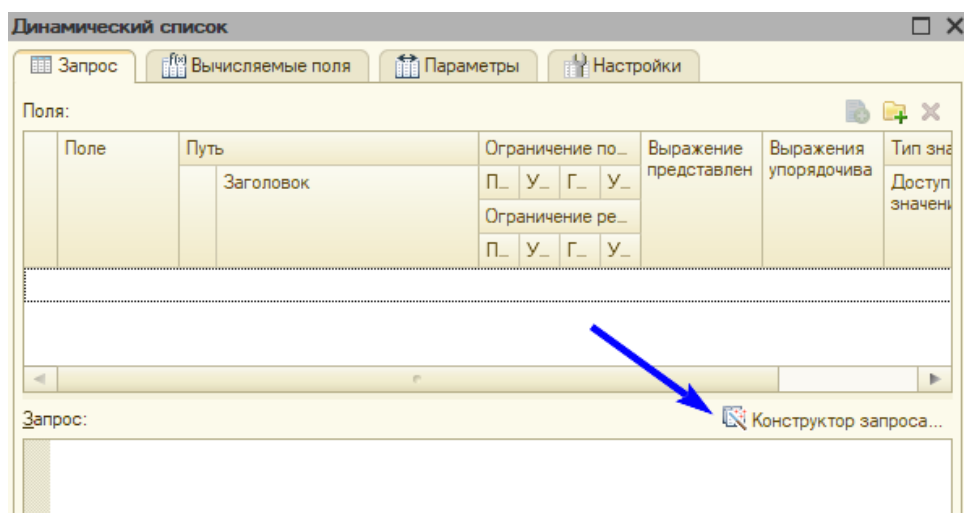 Динамический список
Запрос
Вычисляемые поля
Параметры
Настройки
Поля:
Поле
Путь
Ограничение по...
Выражение
представлен
Выражения
упорядочива
Тип зна
Заголовок
П... У... Г... У...
Доступ
значени
Ограничение ре...
П... У... Г... У...
Запрос:
Конструктор запроса...